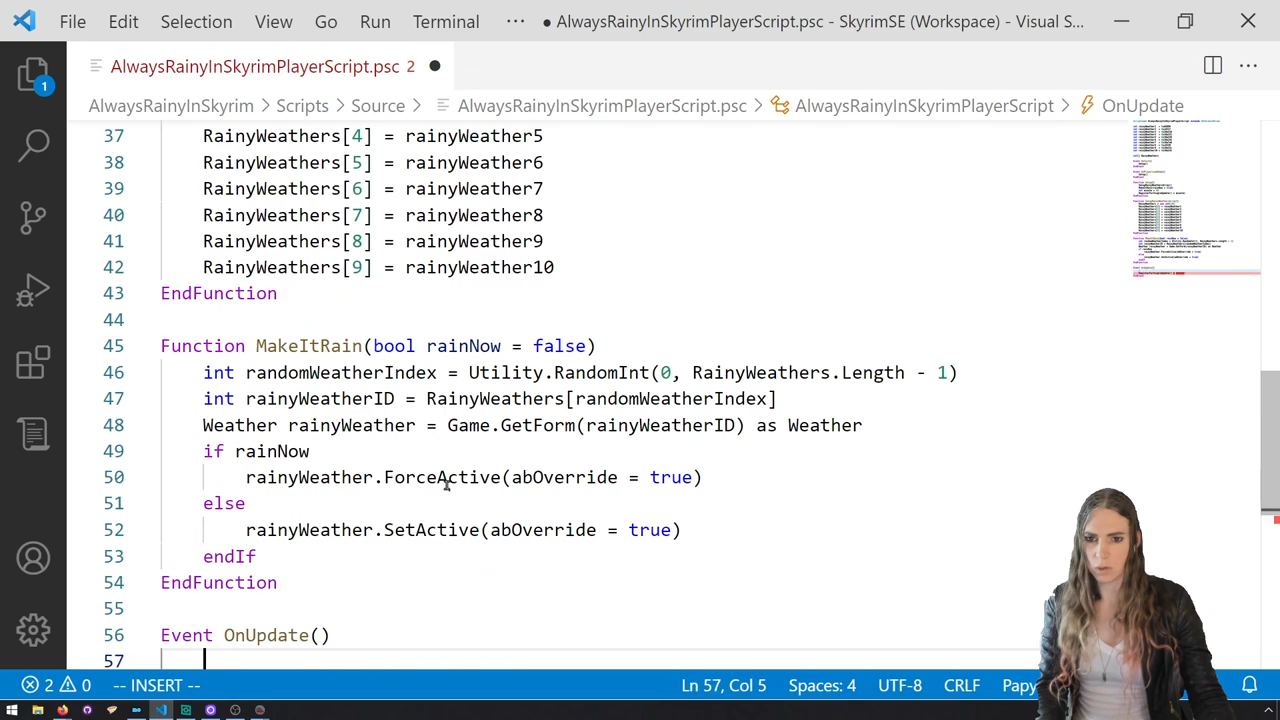 File Edit Selection View Go Run Terminal ··· ● AlwaysRainyInSkyrimPlayerScript.psc - SkyrimSE (Workspace) - Visual S...
AlwaysRainyInSkyrimPlayerScript.psc 2 ●
AlwaysRainyInSkyrim > Scripts > Source > AlwaysRainyInSkyrimPlayerScript.psc > AlwaysRainyInSkyrimPlayerScript > OnUpdate
1
37 RainyWeathers[4] = rainyWeather5
38 RainyWeathers[5] = rainyWeather6
39 RainyWeathers[6] = rainyWeather7
40 RainyWeathers[7] = rainyWeather8
41 RainyWeathers[8] = rainyWeather9
42 RainyWeathers[9] = rainyWeather10
43 EndFunction
44
45 Function MakeItRain(bool rainNow = false)
46 int randomWeatherIndex = Utility.RandomInt(0, RainyWeathers.Length - 1)
47 int rainyWeatherID = RainyWeathers[randomWeatherIndex]
48 Weather rainyWeather = Game.GetForm(rainyWeatherID) as Weather
49 if rainNow
50 rainyWeather.ForceActive(abOverride = true)
51 else
52 rainyWeather.SetActive(abOverride = true)
53 endIf
54 EndFunction
55
56 Event OnUpdate()
57
2 0 -- INSERT -- Ln 57, Col 5 Spaces: 4 UTF-8 CRLF Papy